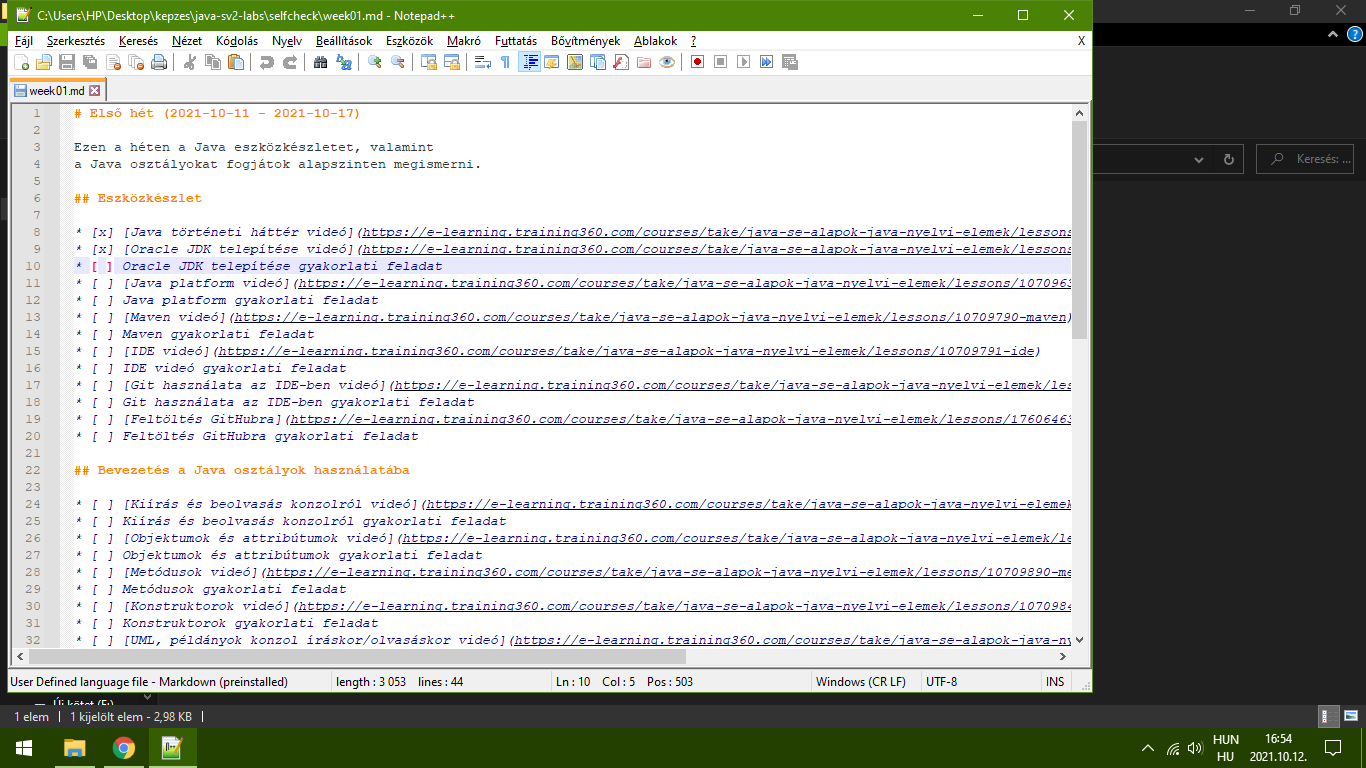 C:\Users\HP\Desktop\kepzes\java-sv2-labs\selfcheck\week01.md - Notepad++
Fájl Szerkesztés Keresés Nézet Kódolás Nyelv Beállítások Eszközök Makró Futtatás Bővítmények Ablakok ? X
week01.md
1 # Első hét (2021-10-11 - 2021-10-17)
2
3 Ezen a héten a Java eszközkészletet, valamint
4 a Java osztályokat fogjátok alapszinten megismerni.
5
6 ## Eszközkészlet
7
8 * [x] [Java történeti háttér videó](https://e-learning.training360.com/courses/take/java-se-alapok-java-nyelvi-elemek/lessons
9 * [x] [Oracle JDK telepítése videó](https://e-learning.training360.com/courses/take/java-se-alapok-java-nyelvi-elemek/lessons
10 * [ ] Oracle JDK telepítése gyakorlati feladat
11 * [ ] [Java platform videó](https://e-learning.training360.com/courses/take/java-se-alapok-java-nyelvi-elemek/lessons/1070963
12 * [ ] Java platform gyakorlati feladat
13 * [ ] [Maven videó](https://e-learning.training360.com/courses/take/java-se-alapok-java-nyelvi-elemek/lessons/10709790-maven)
14 * [ ] Maven gyakorlati feladat
15 * [ ] [IDE videó](https://e-learning.training360.com/courses/take/java-se-alapok-java-nyelvi-elemek/lessons/10709791-ide)
16 * [ ] IDE videó gyakorlati feladat
17 * [ ] [Git használata az IDE-ben videó](https://e-learning.training360.com/courses/take/java-se-alapok-java-nyelvi-elemek/les
18 * [ ] Git használata az IDE-ben gyakorlati feladat
19 * [ ] [Feltöltés GitHubra](https://e-learning.training360.com/courses/take/java-se-alapok-java-nyelvi-elemek/lessons/17606463
20 * [ ] Feltöltés GitHubra gyakorlati feladat
21
22 ## Bevezetés a Java osztályok használatába
23
24 * [ ] [Kiírás és beolvasás konzolról videó](https://e-learning.training360.com/courses/take/java-se-alapok-java-nyelvi-elemek
25 * [ ] Kiírás és beolvasás konzolról gyakorlati feladat
26 * [ ] [Objektumok és attribútumok videó](https://e-learning.training360.com/courses/take/java-se-alapok-java-nyelvi-elemek/le
27 * [ ] Objektumok és attribútumok gyakorlati feladat
28 * [ ] [Metódusok videó](https://e-learning.training360.com/courses/take/java-se-alapok-java-nyelvi-elemek/lessons/10709890-me
29 * [ ] Metódusok gyakorlati feladat
30 * [ ] [Konstruktorok videó](https://e-learning.training360.com/courses/take/java-se-alapok-java-nyelvi-elemek/lessons/1070984
31 * [ ] Konstruktorok gyakorlati feladat
32 * [ ] [UML, példányok konzol íráskor/olvasáskor videó](https://e-learning.training360.com/courses/take/java-se-alapok-java-ny
Keresés: ...
User Defined language file - Markdown (preinstalled) length : 3 053 lines : 44 Ln : 10 Col : 5 Pos : 503 Windows (CR LF) UTF-8 INS
Új kötet (F:)
1 elem 1 kijelölt elem - 2,98 KB
HUN 16:54
HU 2021.10.12.